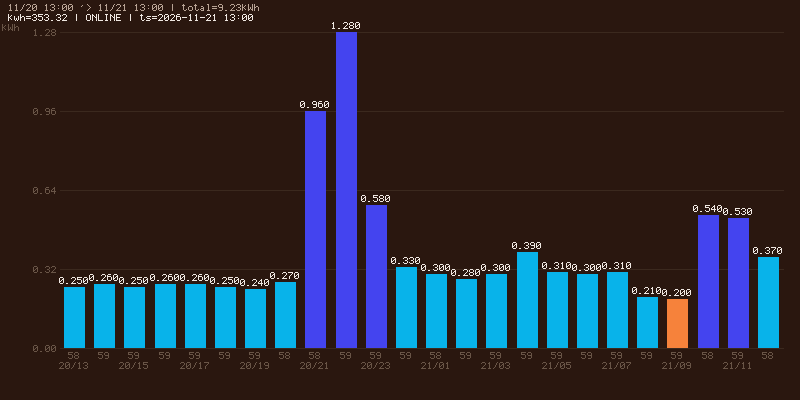 11/20 13:00 -> 11/21 13:00 | total=9.23kWh
Kwh=353.32 | ONLINE | ts=2026-11-21 13:00
kWh
1.28
0.96
0.64
0.32
0.00
0.250 0.260 0.250 0.260 0.260 0.250 0.240 0.270 0.960 1.280 0.580 0.330 0.300 0.280 0.300 0.390 0.310 0.300 0.310 0.210 0.200 0.540 0.530 0.370
58 59 59 59 59 59 59 58 58 59 59 59 58 59 59 59 59 59 59 59 59 58 59 58
20/13 20/15 20/17 20/19 20/21 20/23 21/01 21/03 21/05 21/07 21/09 21/11